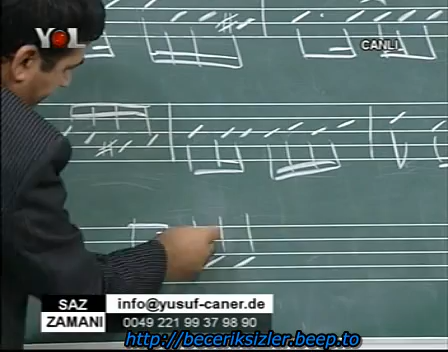 YOL
CANLI
SAZ
ZAMANI
info@yusuf-caner.de
0049 221 99 37 98 90
http://beceriksizler.beep.to